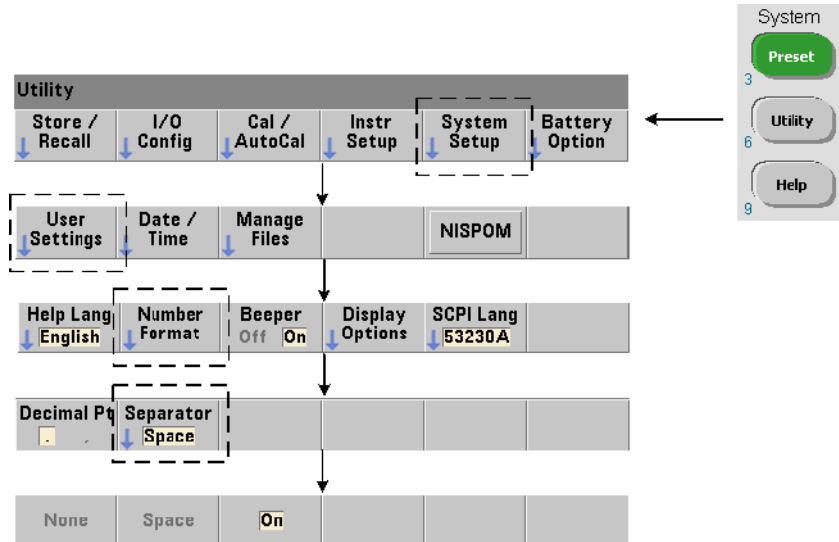 System
Preset
3
Utility
6
Help
9
Utility
Store / Recall
I/O Config
Cal / AutoCal
Instr Setup
System Setup
Battery Option
User Settings
Date / Time
Manage Files
NISPOM
Help Lang
English
Number Format
Beeper
Off On
Display Options
SCPI Lang
53230A
Decimal Pt
. ,
Separator
Space
None
Space
On